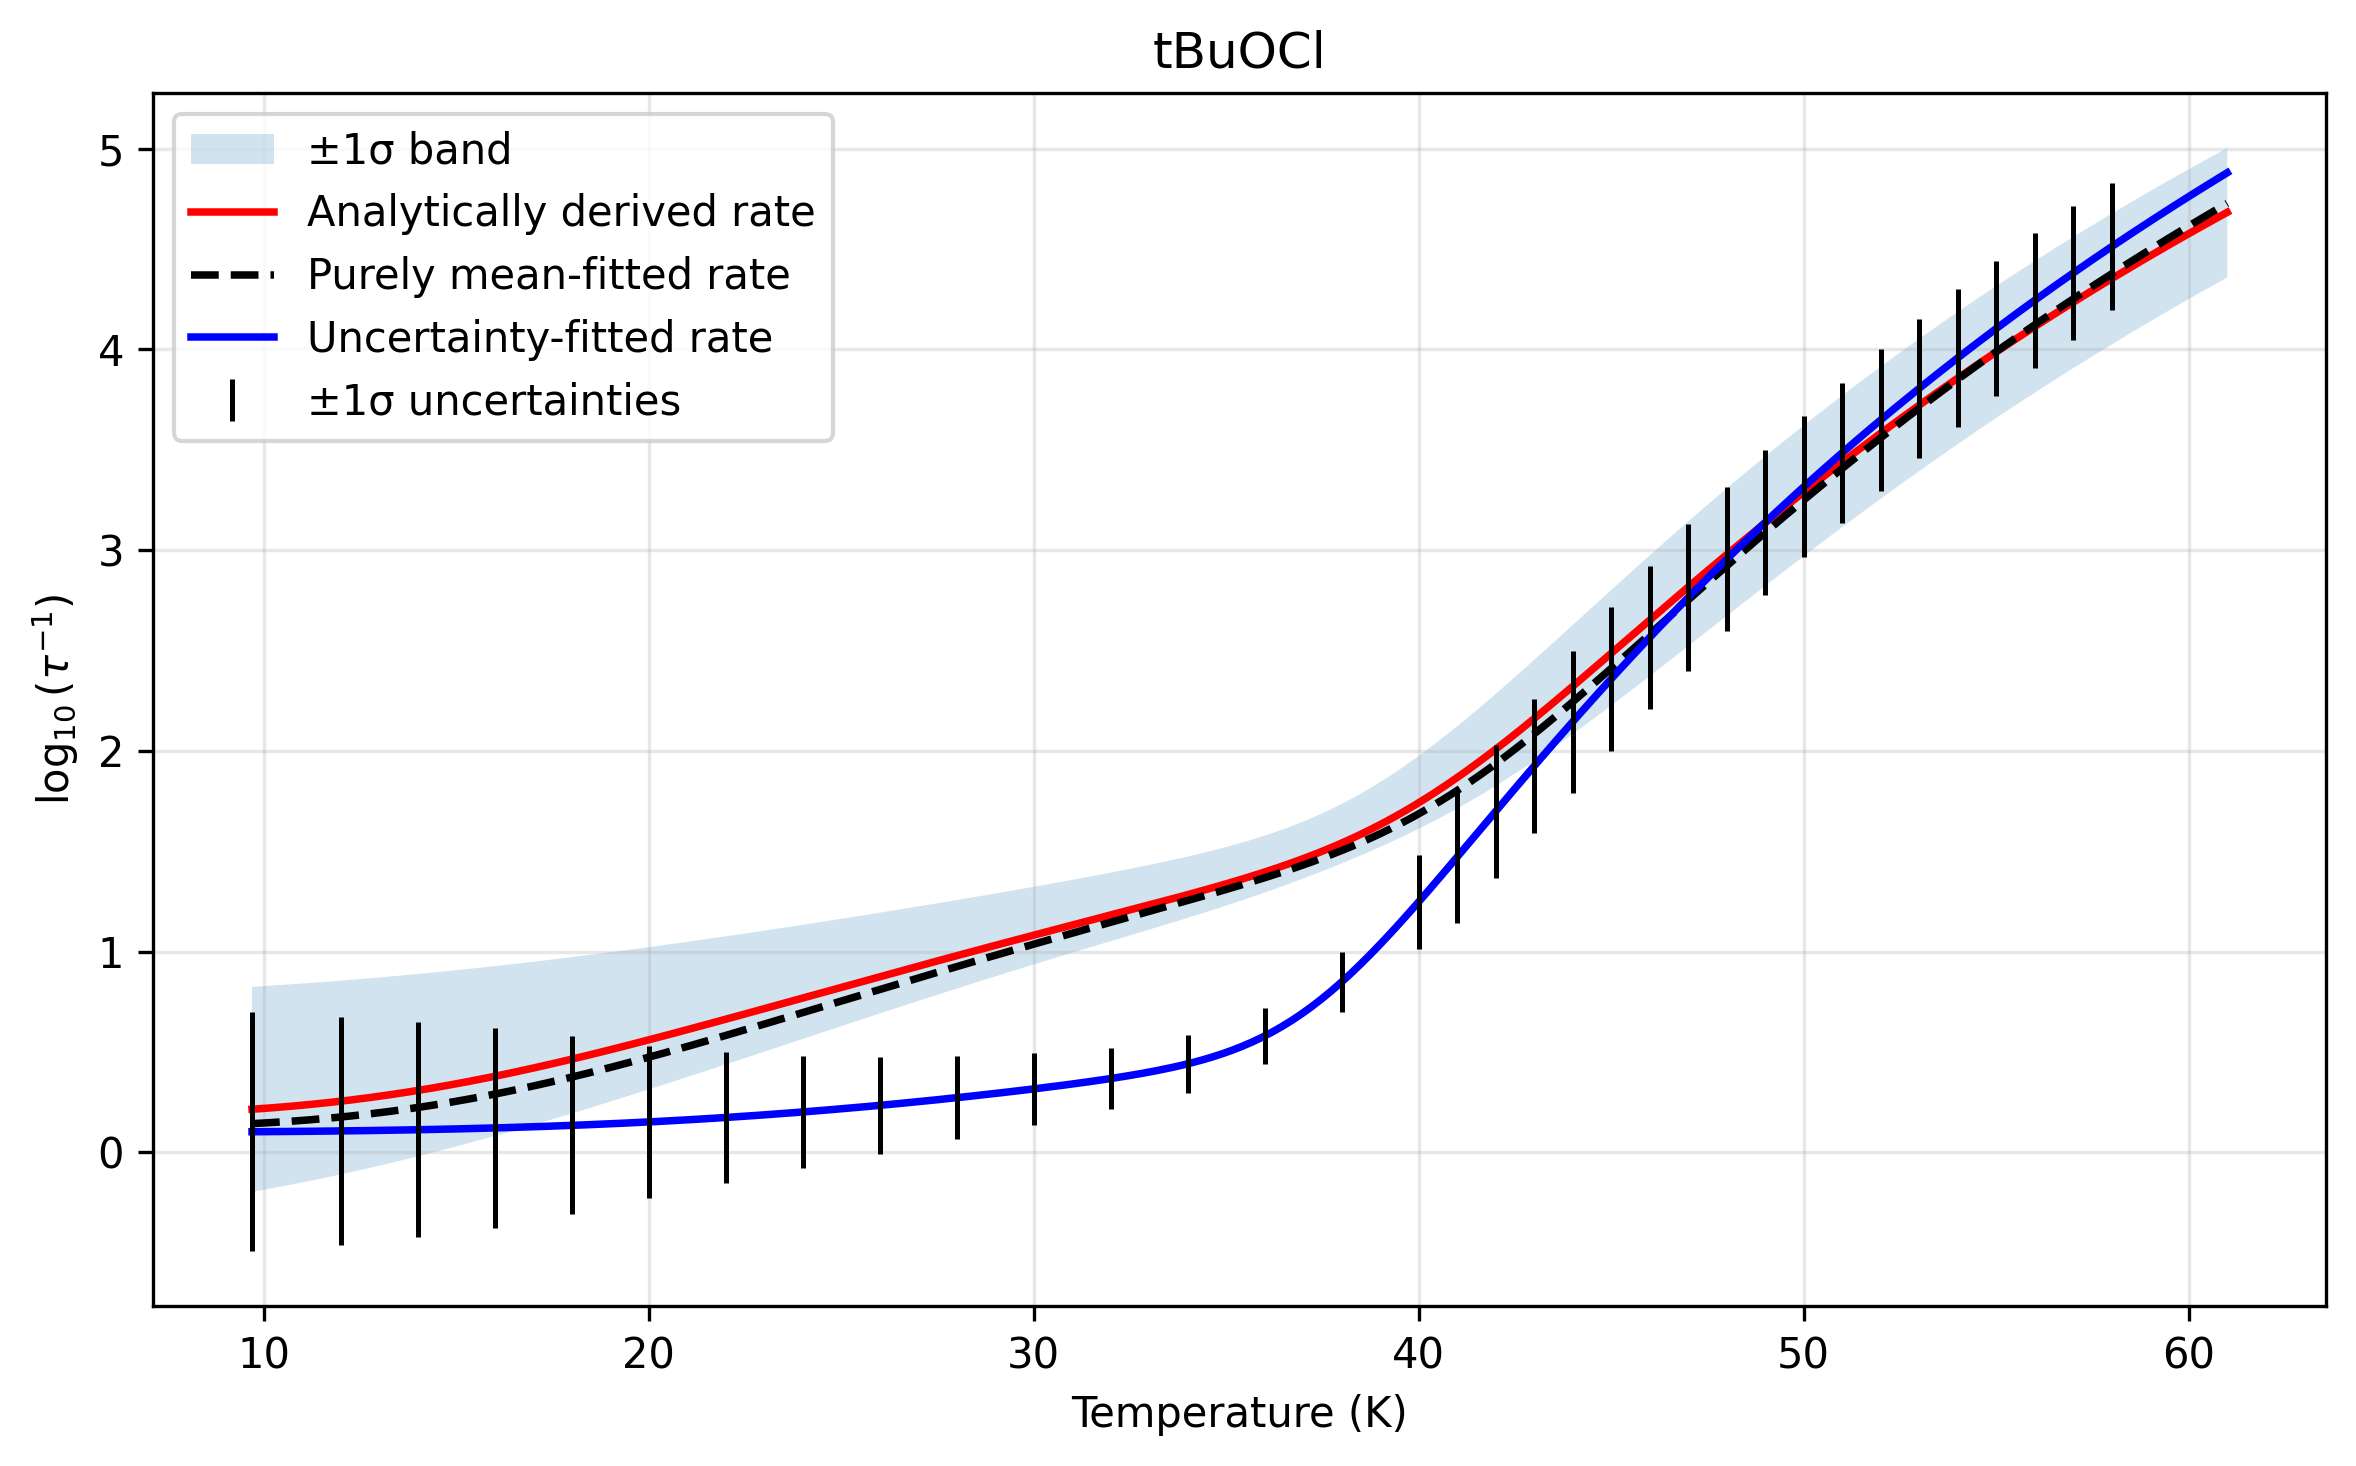 tBuOCl
±1σ band
Analytically derived rate
Purely mean-fitted rate
Uncertainty-fitted rate
±1σ uncertainties
log₁₀(τ⁻¹)
5
4
3
2
1
0
10 20 30 40 50 60
Temperature (K)